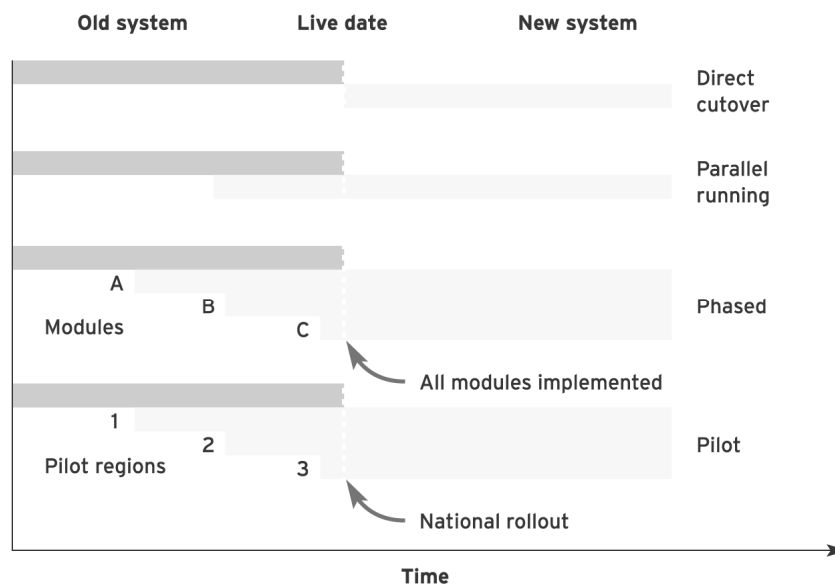 Old system
Live date
New system
Direct
cutover
Parallel
running
A
B
Modules
C
Phased
All modules implemented
1
2
Pilot regions
3
Pilot
National rollout
Time